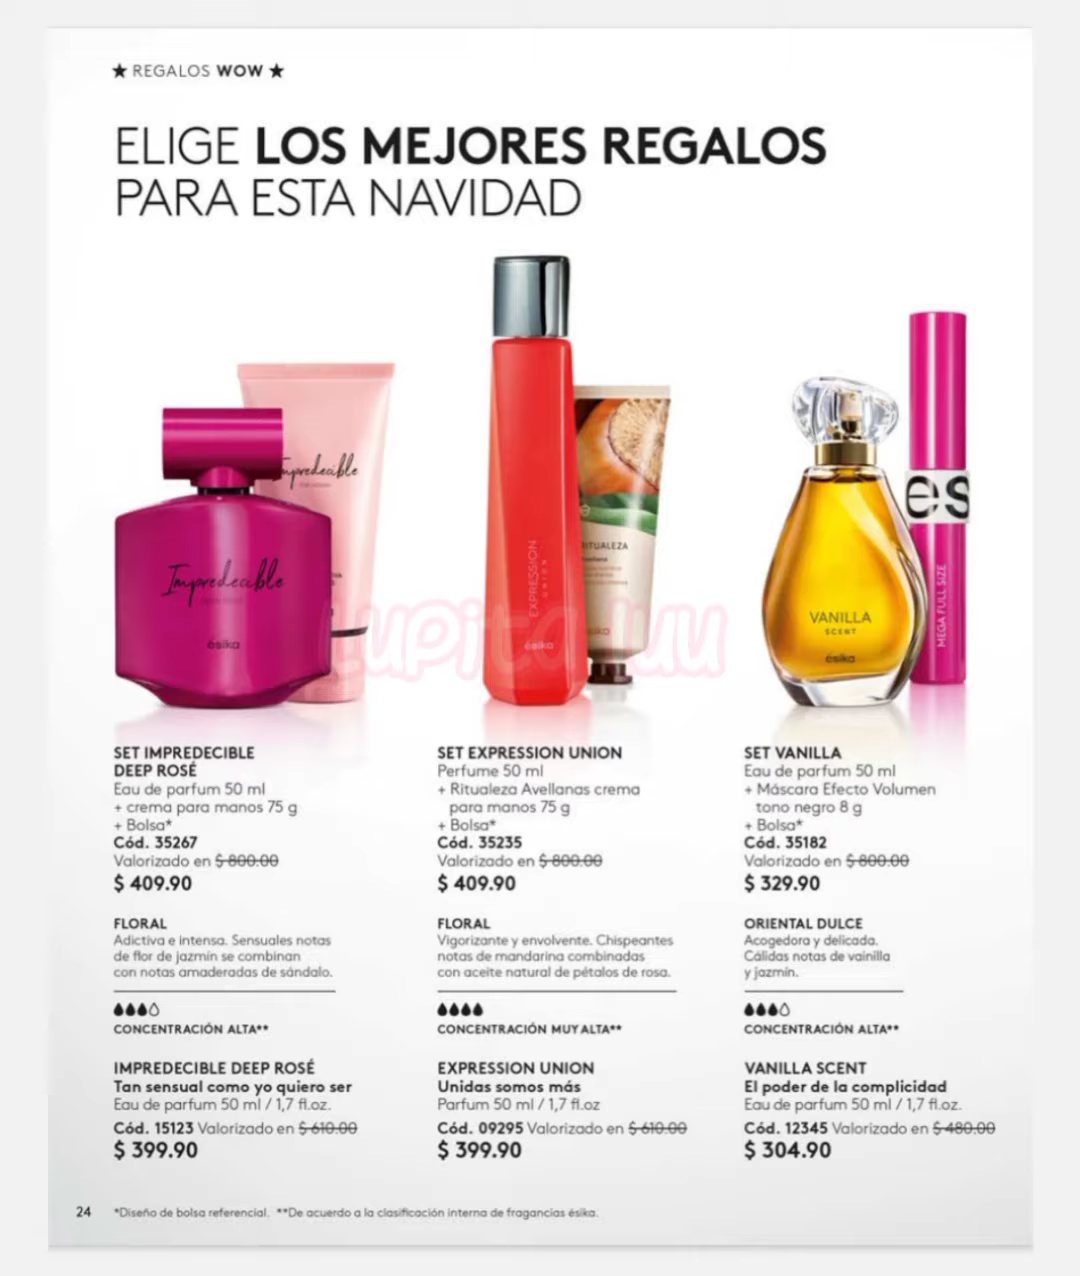 ★ REGALOS WOW ★
ELIGE LOS MEJORES REGALOS
PARA ESTA NAVIDAD
Impredecible
Impredecible
ésika
EXPRESSION
UNION
ésika
RITUALEZA
VANILLA
SCENT
ésika
es
MEGA FULL SIZE
Lupita Luu
SET IMPREDECIBLE
DEEP ROSÉ
Eau de parfum 50 ml
+ crema para manos 75 g
+ Bolsa*
Cód. 35267
Valorizado en $ 800.00
$ 409.90
FLORAL
Adictiva e intensa. Sensuales notas
de flor de jazmín se combinan
con notas amaderadas de sándalo.
CONCENTRACIÓN ALTA**
IMPREDECIBLE DEEP ROSÉ
Tan sensual como yo quiero ser
Eau de parfum 50 ml / 1,7 fl.oz.
Cód. 15123 Valorizado en $ 610.00
$ 399.90
SET EXPRESSION UNION
Perfume 50 ml
+ Ritualeza Avellanas crema
para manos 75 g
+ Bolsa*
Cód. 35235
Valorizado en $ 800.00
$ 409.90
FLORAL
Vigorizante y envolvente. Chispeantes
notas de mandarina combinadas
con aceite natural de pétalos de rosa.
CONCENTRACIÓN MUY ALTA**
EXPRESSION UNION
Unidas somos más
Parfum 50 ml / 1,7 fl.oz
Cód. 09295 Valorizado en $ 610.00
$ 399.90
SET VANILLA
Eau de parfum 50 ml
+ Máscara Efecto Volumen
tono negro 8 g
+ Bolsa*
Cód. 35182
Valorizado en $ 800.00
$ 329.90
ORIENTAL DULCE
Acogedora y delicada.
Cálidas notas de vainilla
y jazmín.
CONCENTRACIÓN ALTA**
VANILLA SCENT
El poder de la complicidad
Eau de parfum 50 ml / 1,7 fl.oz.
Cód. 12345 Valorizado en $ 480.00
$ 304.90
24 *Diseño de bolsa referencial. **De acuerdo a la clasificación interna de fragancias ésika.